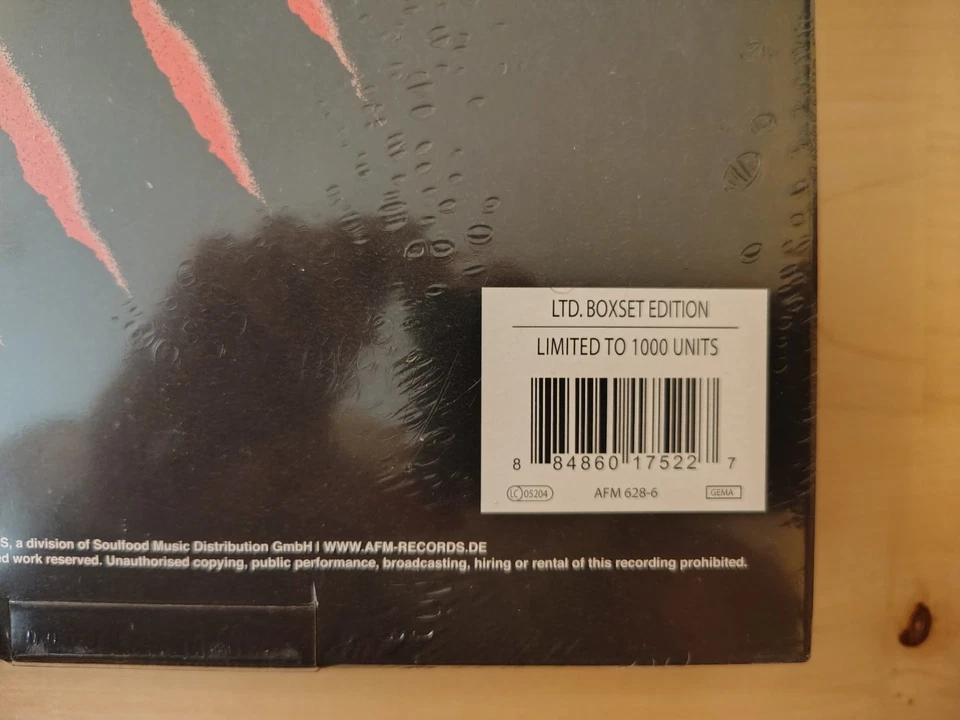 LTD. BOXSET EDITION
LIMITED TO 1000 UNITS
8 84860 17522 7
LC 05204 AFM 628-6 GEMA
S, a division of Soulfood Music Distribution GmbH I WWW.AFM-RECORDS.DE
d work reserved. Unauthorised copying, public performance, broadcasting, hiring or rental of this recording prohibited.